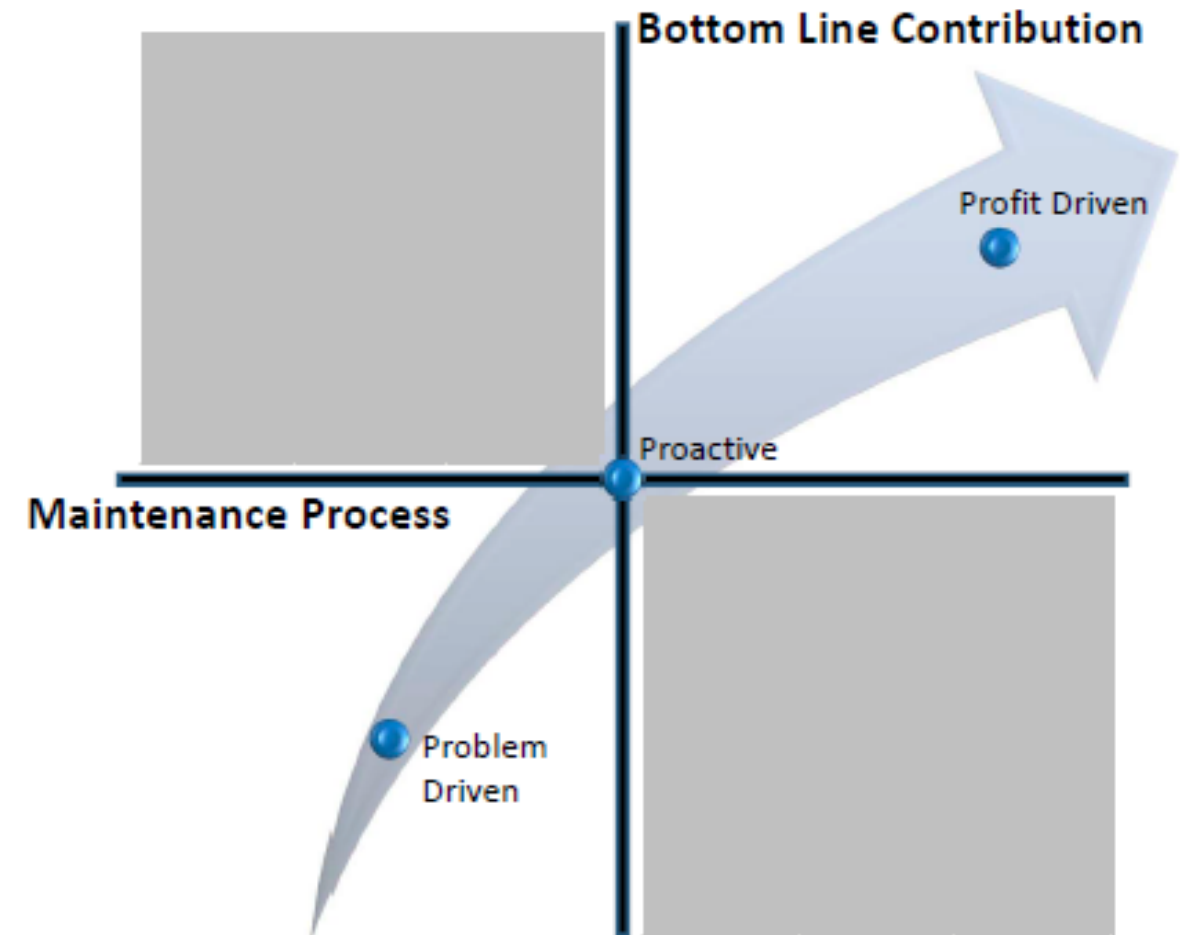 Bottom Line Contribution
Profit Driven
Proactive
Maintenance Process
Problem
Driven